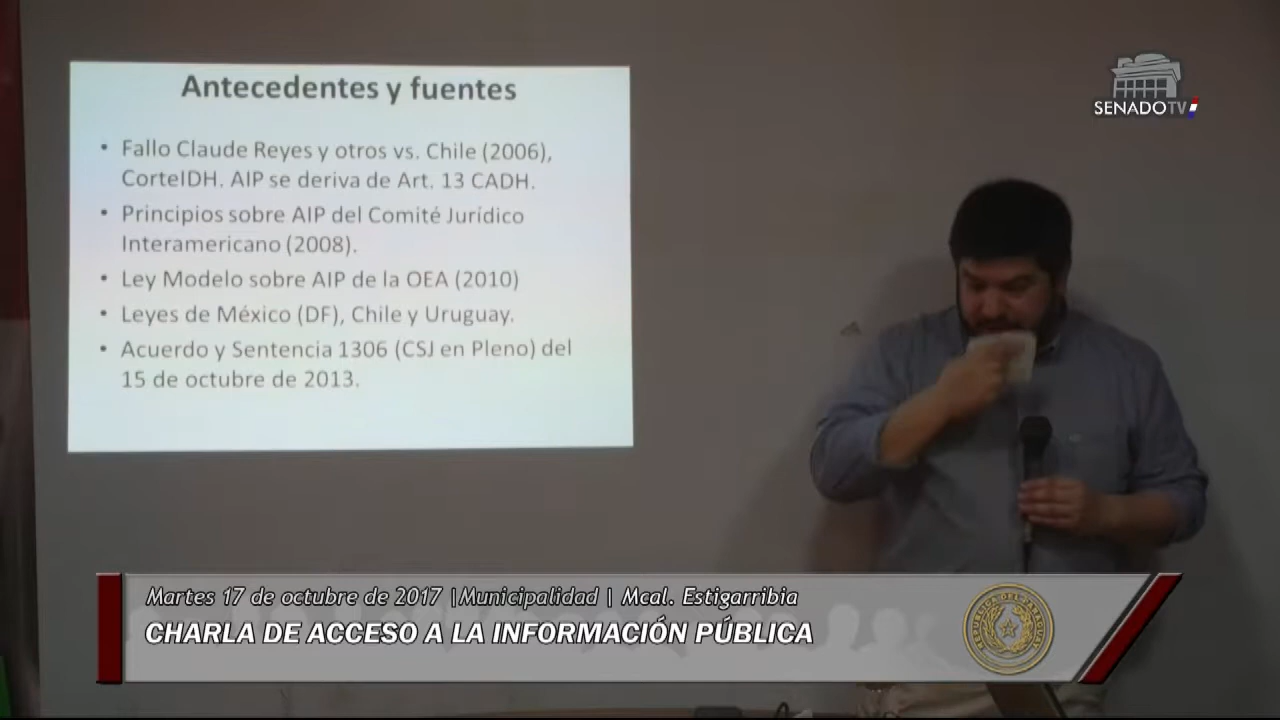 Antecedentes y fuentes
• Fallo Claude Reyes y otros vs. Chile (2006),
CorteIDH. AIP se deriva de Art. 13 CADH.
• Principios sobre AIP del Comité Jurídico
Interamericano (2008).
• Ley Modelo sobre AIP de la OEA (2010)
• Leyes de México (DF), Chile y Uruguay.
• Acuerdo y Sentencia 1306 (CSJ en Pleno) del
15 de octubre de 2013.
SENADOTV
Martes 17 de octubre de 2017 |Municipalidad | Mcal. Estigarribia
CHARLA DE ACCESO A LA INFORMACIÓN PÚBLICA
REPUBLICA DEL PARAGUAY